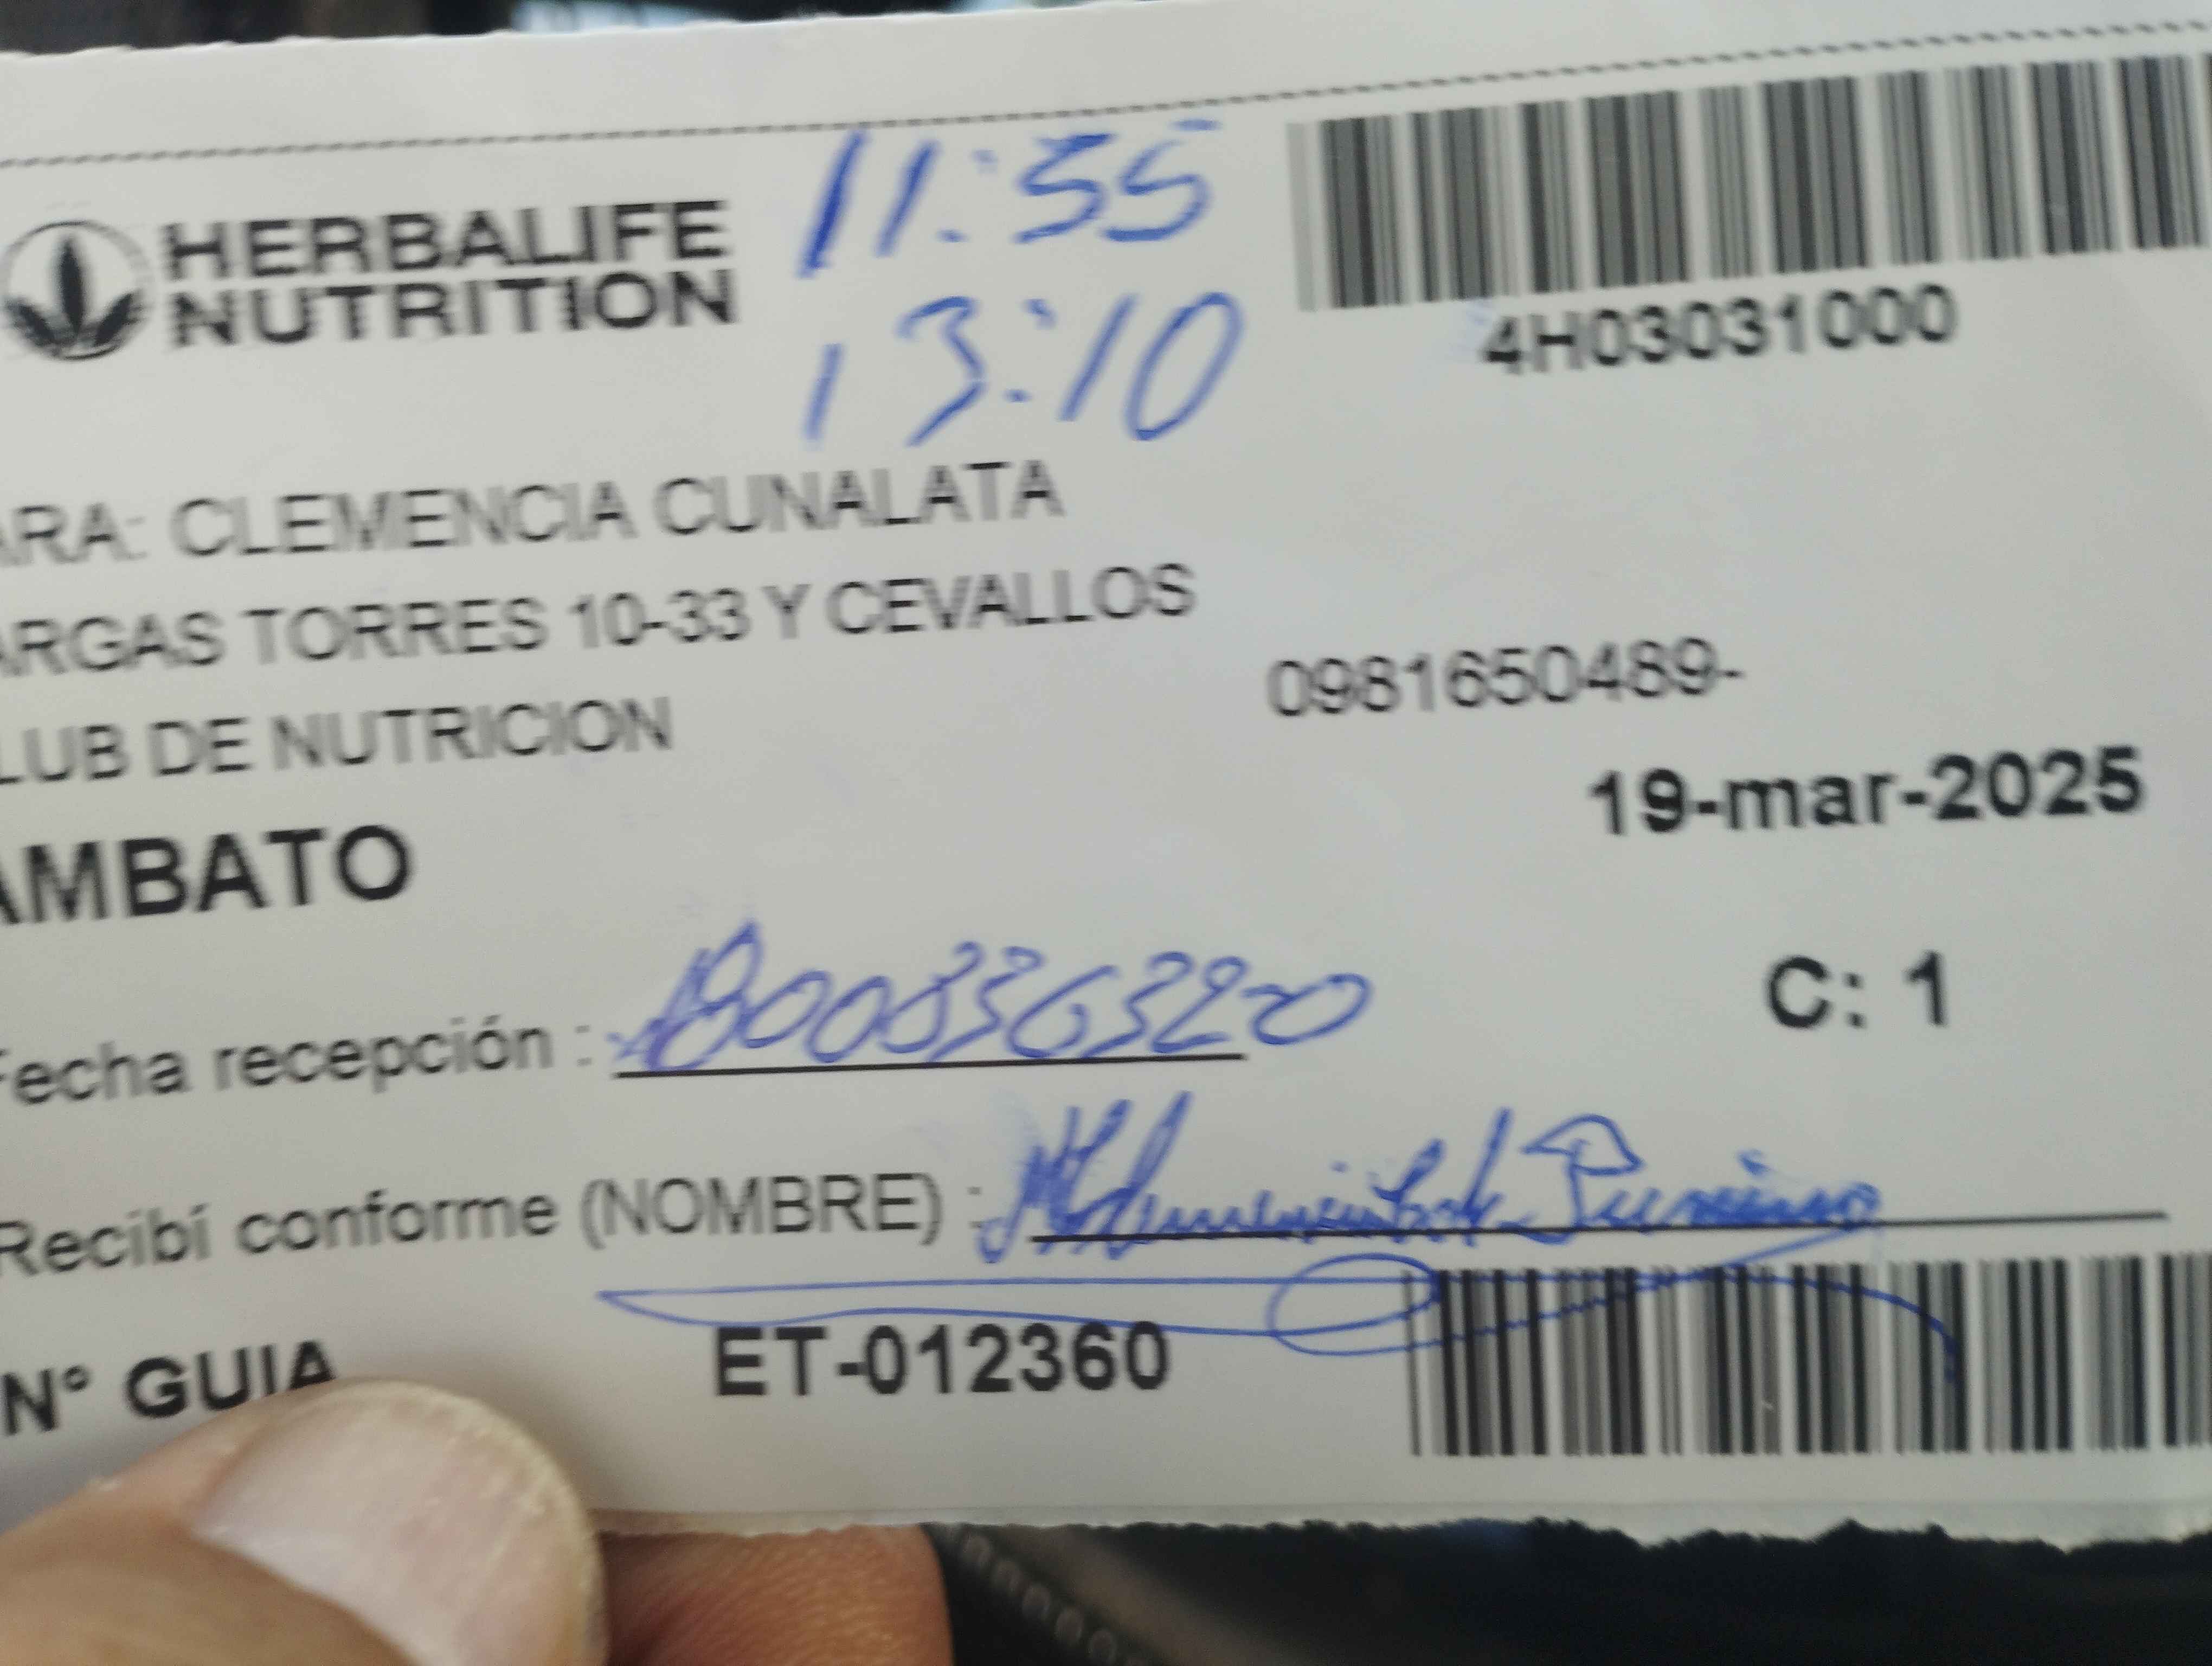 HERBALIFE
NUTRITION
11:55
13:10
4H03031000
ARA: CLEMENCIA CUNALATA
ARGAS TORRES 10-33 Y CEVALLOS
0981650489-
LUB DE NUTRICION
19-mar-2025
AMBATO
C: 1
Fecha recepción :
Recibí conforme (NOMBRE) :
N° GUIA ET-012360